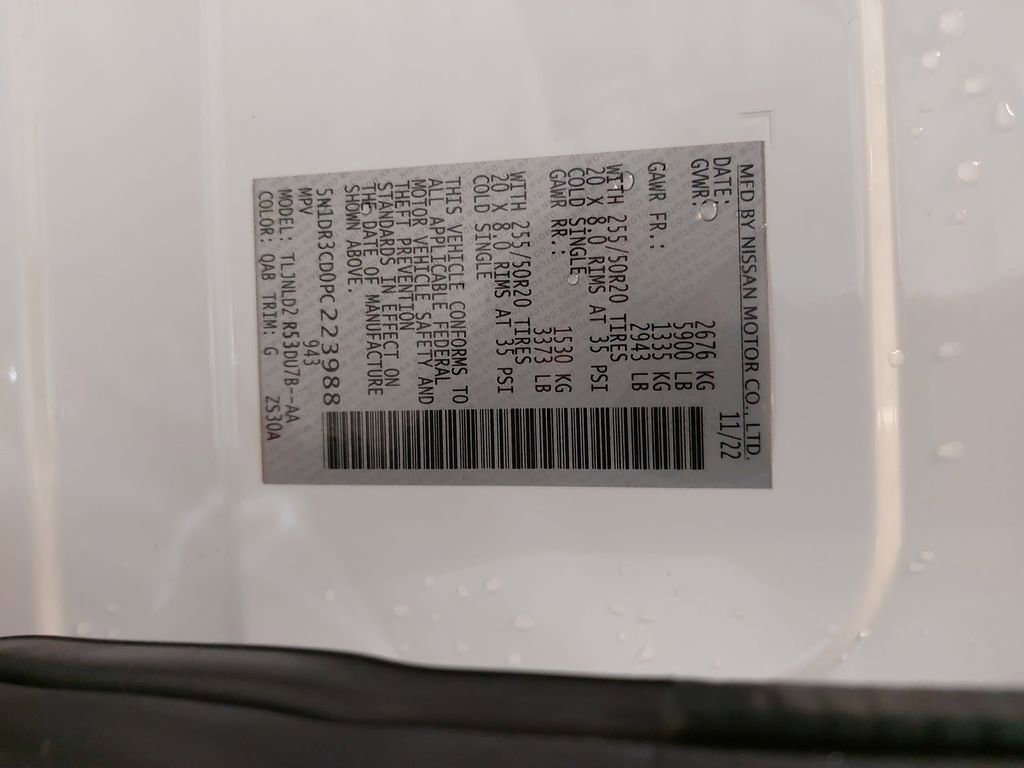 MFD BY NISSAN MOTOR CO., LTD.
DATE: 11/22
GVWR: 2676 KG
5900 LB
GAWR FR.: 1335 KG
2943 LB
WITH 255/50R20 TIRES
20 X 8.0 RIMS AT 35 PSI
COLD SINGLE
GAWR RR.: 1530 KG
3373 LB
WITH 255/50R20 TIRES
20 X 8.0 RIMS AT 35 PSI
COLD SINGLE
THIS VEHICLE CONFORMS TO
ALL APPLICABLE FEDERAL
MOTOR VEHICLE SAFETY AND
THEFT PREVENTION
STANDARDS IN EFFECT ON
THE DATE OF MANUFACTURE
SHOWN ABOVE.
5N1DR3CD0PC223988
MPV 943
MODEL: TLJNLD2 R53DU7B--AA
COLOR: QAB TRIM: G ZS30A